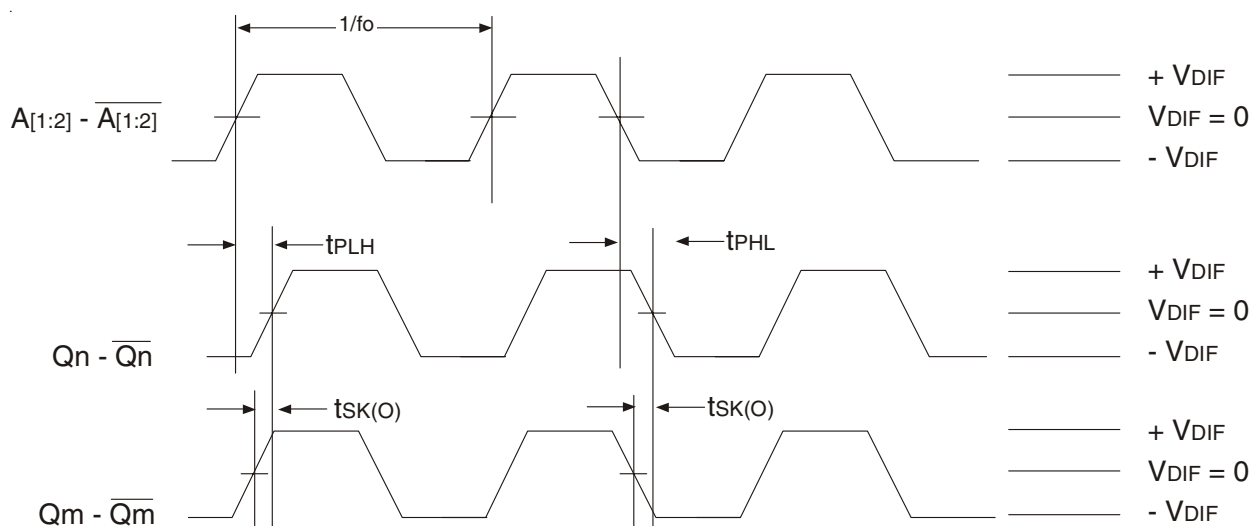 1/fo
+ VDIF
A[1:2] - A[1:2]
VDIF = 0
- VDIF
tPLH
tPHL
+ VDIF
VDIF = 0
Qn - Qn
- VDIF
tSK(O)
tSK(O)
+ VDIF
VDIF = 0
Qm - Qm
- VDIF